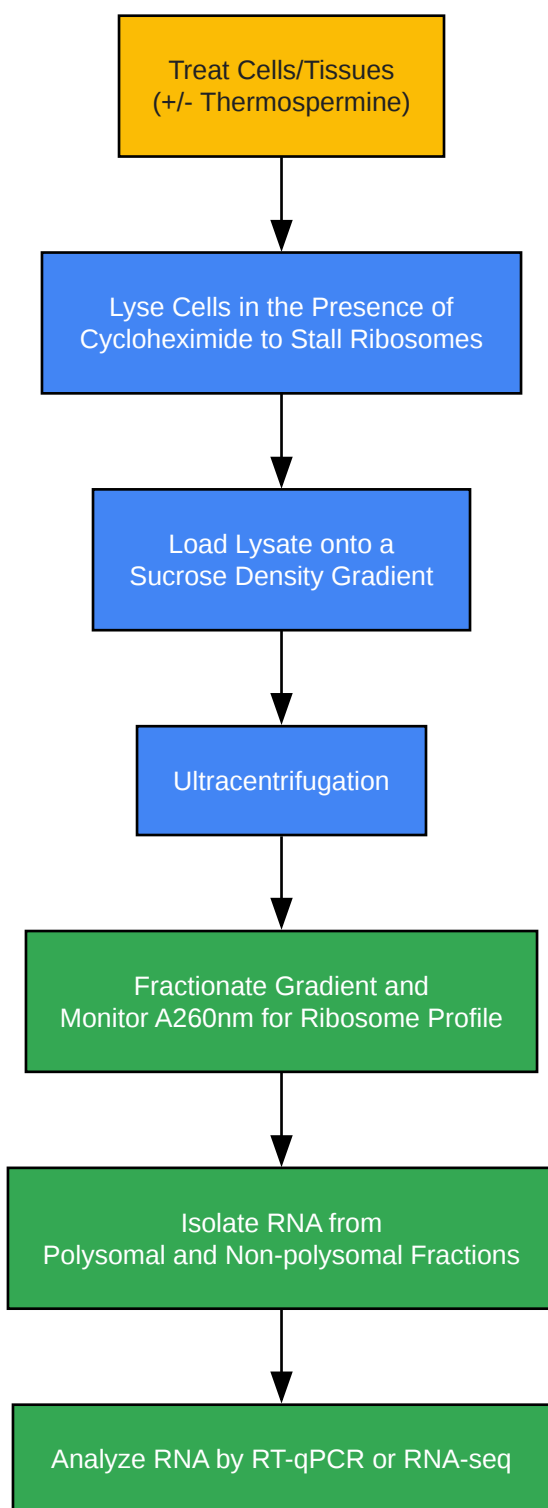 Treat Cells/Tissues
(+/- Thermospermine)
Lyse Cells in the Presence of
Cycloheximide to Stall Ribosomes
Load Lysate onto a
Sucrose Density Gradient
Ultracentrifugation
Fractionate Gradient and
Monitor A260nm for Ribosome Profile
Isolate RNA from
Polysomal and Non-polysomal Fractions
Analyze RNA by RT-qPCR or RNA-seq